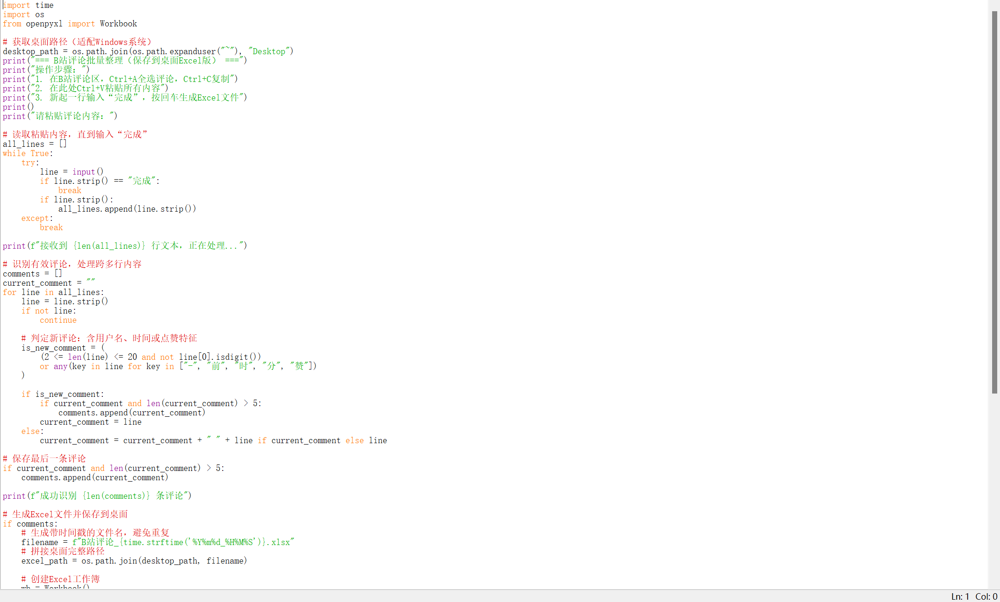 import time
import os
from openpyxl import Workbook

# 获取桌面路径（适配Windows系统）
desktop_path = os.path.join(os.path.expanduser("~"), "Desktop")
print("=== B站评论批量整理（保存到桌面Excel版） ===")
print("操作步骤：")
print("1. 在B站评论区，Ctrl+A全选评论，Ctrl+C复制")
print("2. 在此处Ctrl+V粘贴所有内容")
print("3. 新起一行输入“完成”，按回车生成Excel文件")
print()
print("请粘贴评论内容：")

# 读取粘贴内容，直到输入“完成”
all_lines = []
while True:
    try:
        line = input()
        if line.strip() == "完成":
            break
        if line.strip():
            all_lines.append(line.strip())
    except:
        break

print(f"接收到 {len(all_lines)} 行文本，正在处理...")

# 识别有效评论，处理跨多行内容
comments = []
current_comment = ""
for line in all_lines:
    line = line.strip()
    if not line:
        continue

    # 判定新评论：含用户名、时间或点赞特征
    is_new_comment = (
        (2 <= len(line) <= 20 and not line[0].isdigit())
        or any(key in line for key in ["-", "前", "时", "分", "赞"])
    )

    if is_new_comment:
        if current_comment and len(current_comment) > 5:
            comments.append(current_comment)
        current_comment = line
    else:
        current_comment = current_comment + " " + line if current_comment else line

# 保存最后一条评论
if current_comment and len(current_comment) > 5:
    comments.append(current_comment)

print(f"成功识别 {len(comments)} 条评论")

# 生成Excel文件并保存到桌面
if comments:
    # 生成带时间戳的文件名，避免重复
    filename = f"B站评论_{time.strftime('%Y%m%d_%H%M%S')}.xlsx"
    # 拼接桌面完整路径
    excel_path = os.path.join(desktop_path, filename)

    # 创建Excel工作簿
    wb = Workbook()
Ln: 1 Col: 0